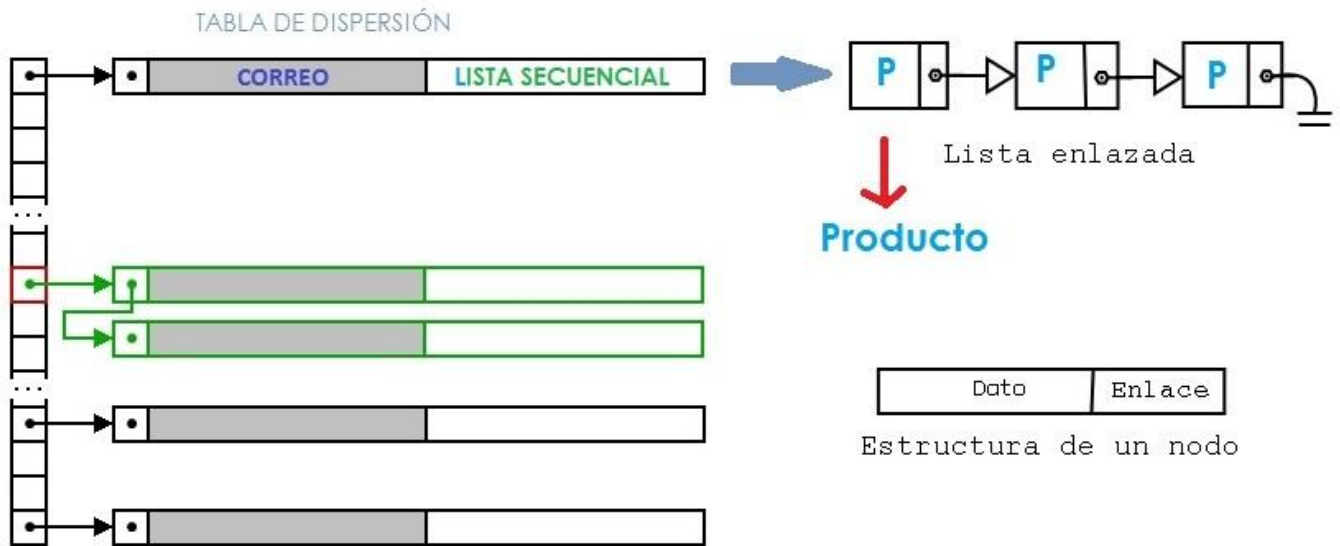 TABLA DE DISPERSIÓN
CORREO
LISTA SECUENCIAL
P
P
P
Lista enlazada
Producto
...
...
Dato
Enlace
Estructura de un nodo